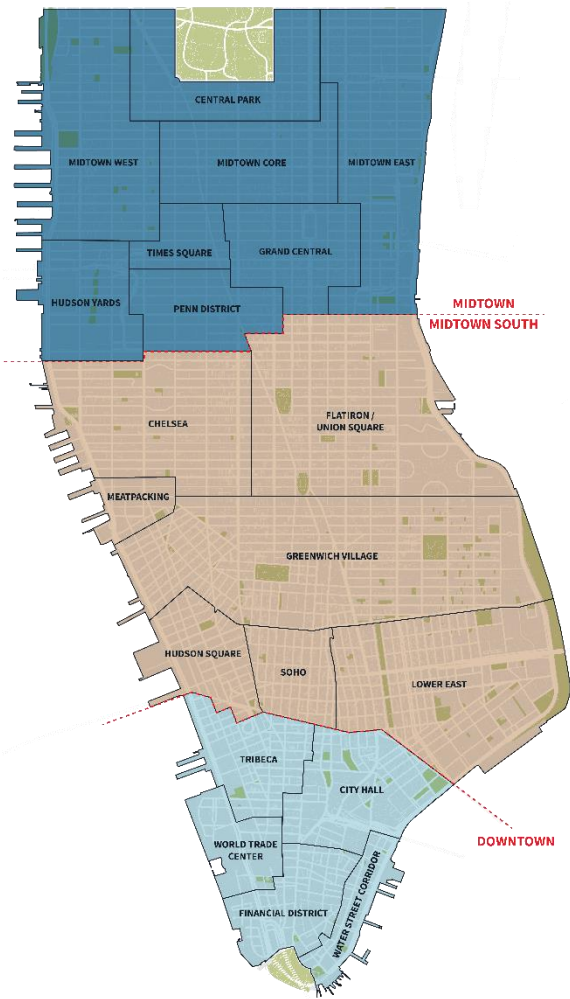 CENTRAL PARK
MIDTOWN WEST
MIDTOWN CORE
MIDTOWN EAST
TIMES SQUARE
GRAND CENTRAL
HUDSON YARDS
PENN DISTRICT
MIDTOWN
MIDTOWN SOUTH
CHELSEA
FLATIRON /
UNION SQUARE
MEATPACKING
GREENWICH VILLAGE
HUDSON SQUARE
SOHO
LOWER EAST
TRIBECA
CITY HALL
DOWNTOWN
WORLD TRADE
CENTER
FINANCIAL DISTRICT
WATER STREET CORRIDOR